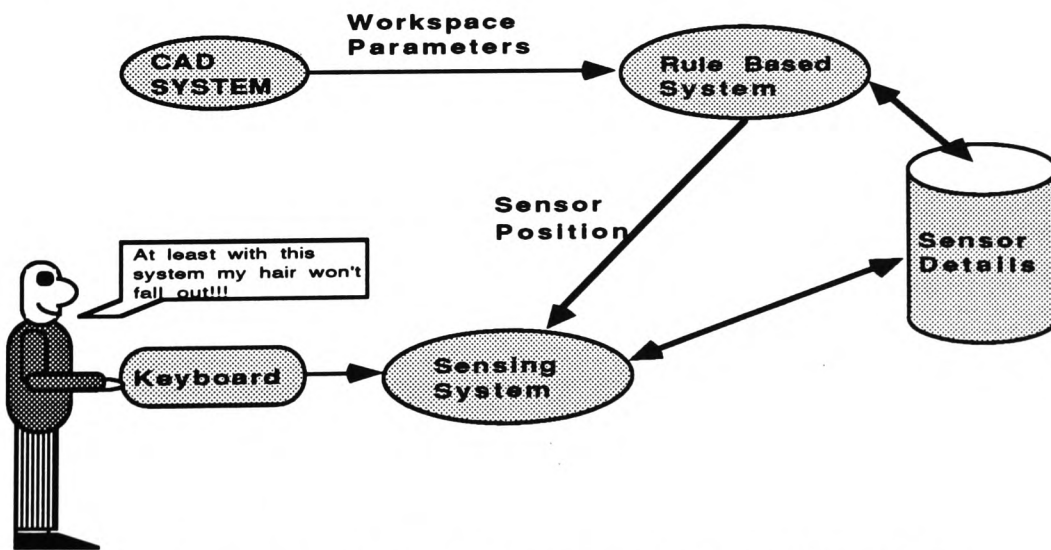 Workspace
Parameters
CAD
SYSTEM
Rule Based
System
Sensor
Position
Sensor
Details
At least with this
system my hair won't
fall out!!!
Keyboard
Sensing
System